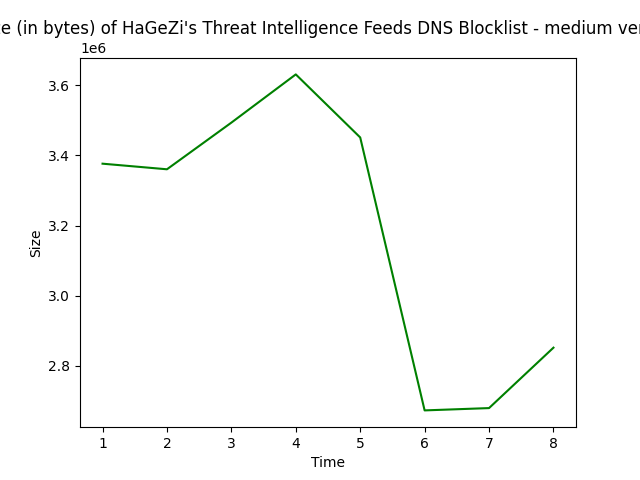 (in bytes) of HaGeZi's Threat Intelligence Feeds DNS Blocklist - medium
1e6
3.6
3.4
3.2
3.0
2.8
Size
1 2 3 4 5 6 7 8
Time